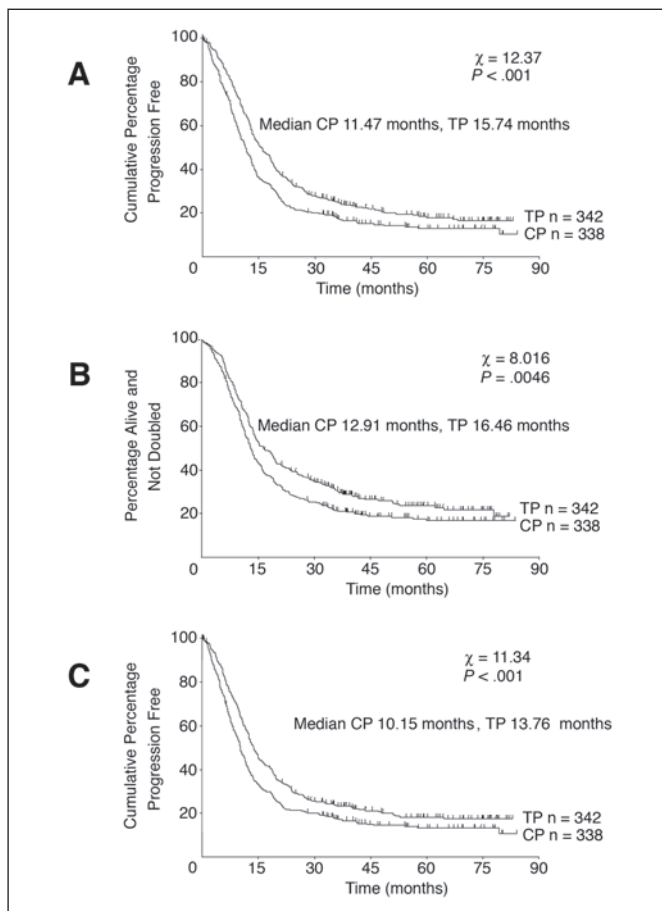 A
Cumulative Percentage
Progression Free
100
80
60
40
20
0
15
30
45
60
75
90
Time (months)
χ = 12.37
P < .001
Median CP 11.47 months, TP 15.74 months
TP n = 342
CP n = 338
B
Percentage Alive and
Not Doubled
100
80
60
40
20
0
15
30
45
60
75
90
Time (months)
χ = 8.016
P = .0046
Median CP 12.91 months, TP 16.46 months
TP n = 342
CP n = 338
C
Cumulative Percentage
Progression Free
100
80
60
40
20
0
15
30
45
60
75
90
Time (months)
χ = 11.34
P < .001
Median CP 10.15 months, TP 13.76 months
TP n = 342
CP n = 338